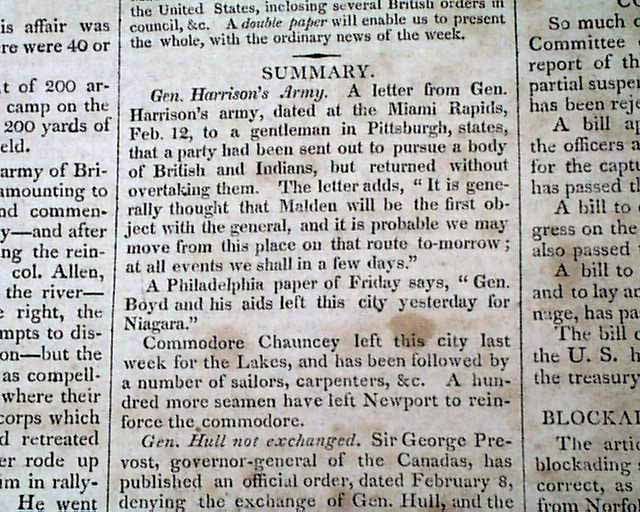 is affair was
re were 40 or
t of 200 ar-
camp on the
200 yards of
eld.
army of Bri-
amounting to
nd commen-
y—and after
ng the rein-
col. Allen,
the river—
e right, the
mpts to dis-
on—but the
as compell-
where their
corps which
d retreated
er rode up
im in rally-
He went
the United States, inclosing several British orders in
council, &c. A double paper will enable us to present
the whole, with the ordinary news of the week.
SUMMARY.
Gen. Harrison's Army. A letter from Gen.
Harrison's army, dated at the Miami Rapids,
Feb. 12, to a gentleman in Pittsburgh, states,
that a party had been sent out to pursue a body
of British and Indians, but returned without
overtaking them. The letter adds, “ It is gene-
rally thought that Malden will be the first ob-
ject with the general, and it is probable we may
move from this place on that route to-morrow ;
at all events we shall in a few days.”
A Philadelphia paper of Friday says, “ Gen.
Boyd and his aids left this city yesterday for
Niagara.”
Commodore Chauncey left this city last
week for the Lakes, and has been followed by
a number of sailors, carpenters, &c. A hun-
dred more seamen have left Newport to rein-
force the commodore.
Gen. Hull not exchanged. Sir George Pre-
vost, governor-general of the Canadas, has
published an official order, dated February 8,
denying the exchange of Gen. Hull, and the
So much o
Committee
report of th
partial suspe
has been reje
A bill ap
the officers a
for the captu
has passed t
A bill to
gress on the
also passed
A bill to
and to lay an
nage, has pa
The bill
the U. S. h
the treasury
BLOCKA
The artic
blockading
correct, as
from Norfo